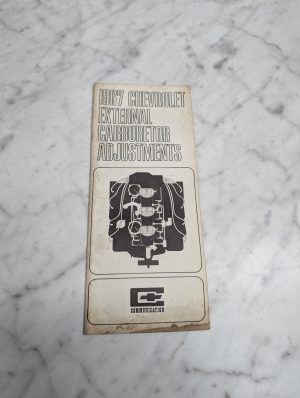 1967 CHEVROLET
EXTERNAL
CARBURETOR
ADJUSTMENTS
COMMUNICATION